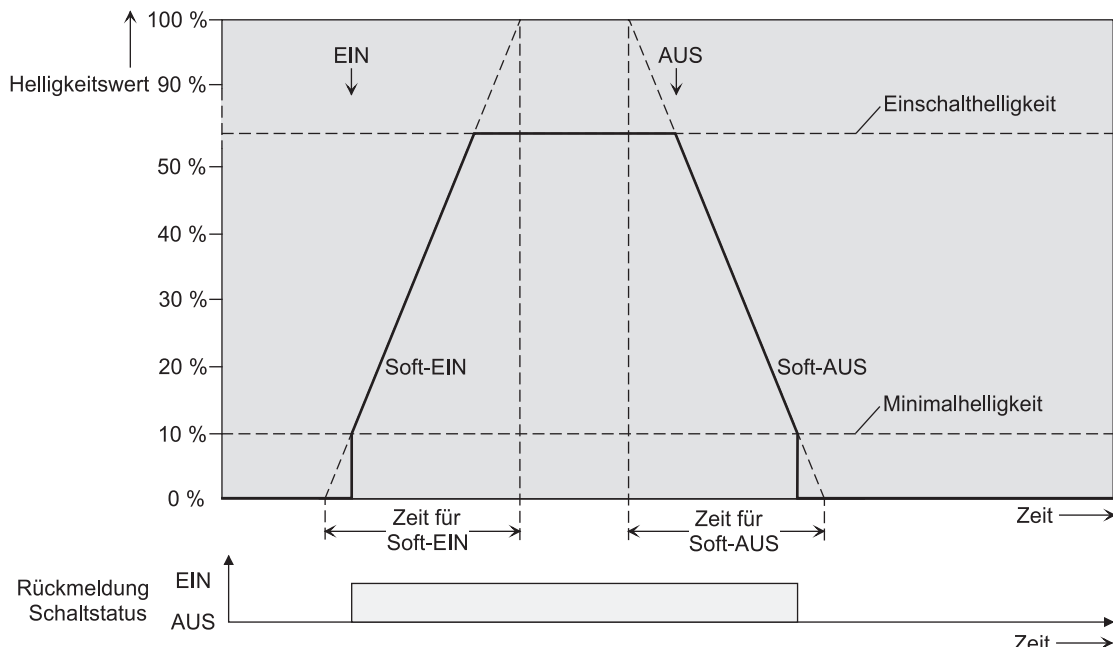 100 %
EIN
AUS
Helligkeitswert
90 %
Einschalthelligkeit
50 %
40 %
30 %
20 %
Soft-EIN
Soft-AUS
Minimalhelligkeit
10 %
0 %
Zeit für
Soft-EIN
Zeit für
Soft-AUS
Zeit
Rückmeldung
Schaltstatus
EIN
AUS
Zeit